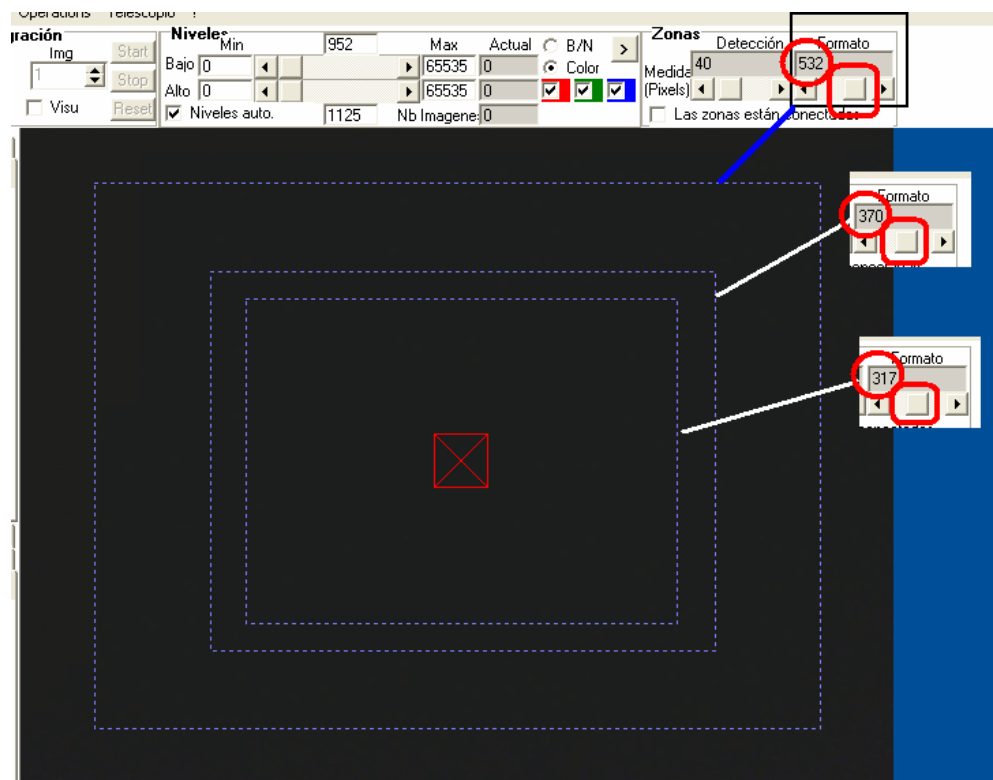 Operations Telescopio ?
Img
Start
1
Stop
Visu
Reset
Niveles
Min 952 Max Actual B/N >
Bajo 0 65535 0 Color
Alto 0 65535 0
Niveles auto. 1125 Nb Imagene: 0
Zonas
Detección Formato
Medida 40 532
(Pixels)
Las zonas están conectadas
Formato
370
Formato
317